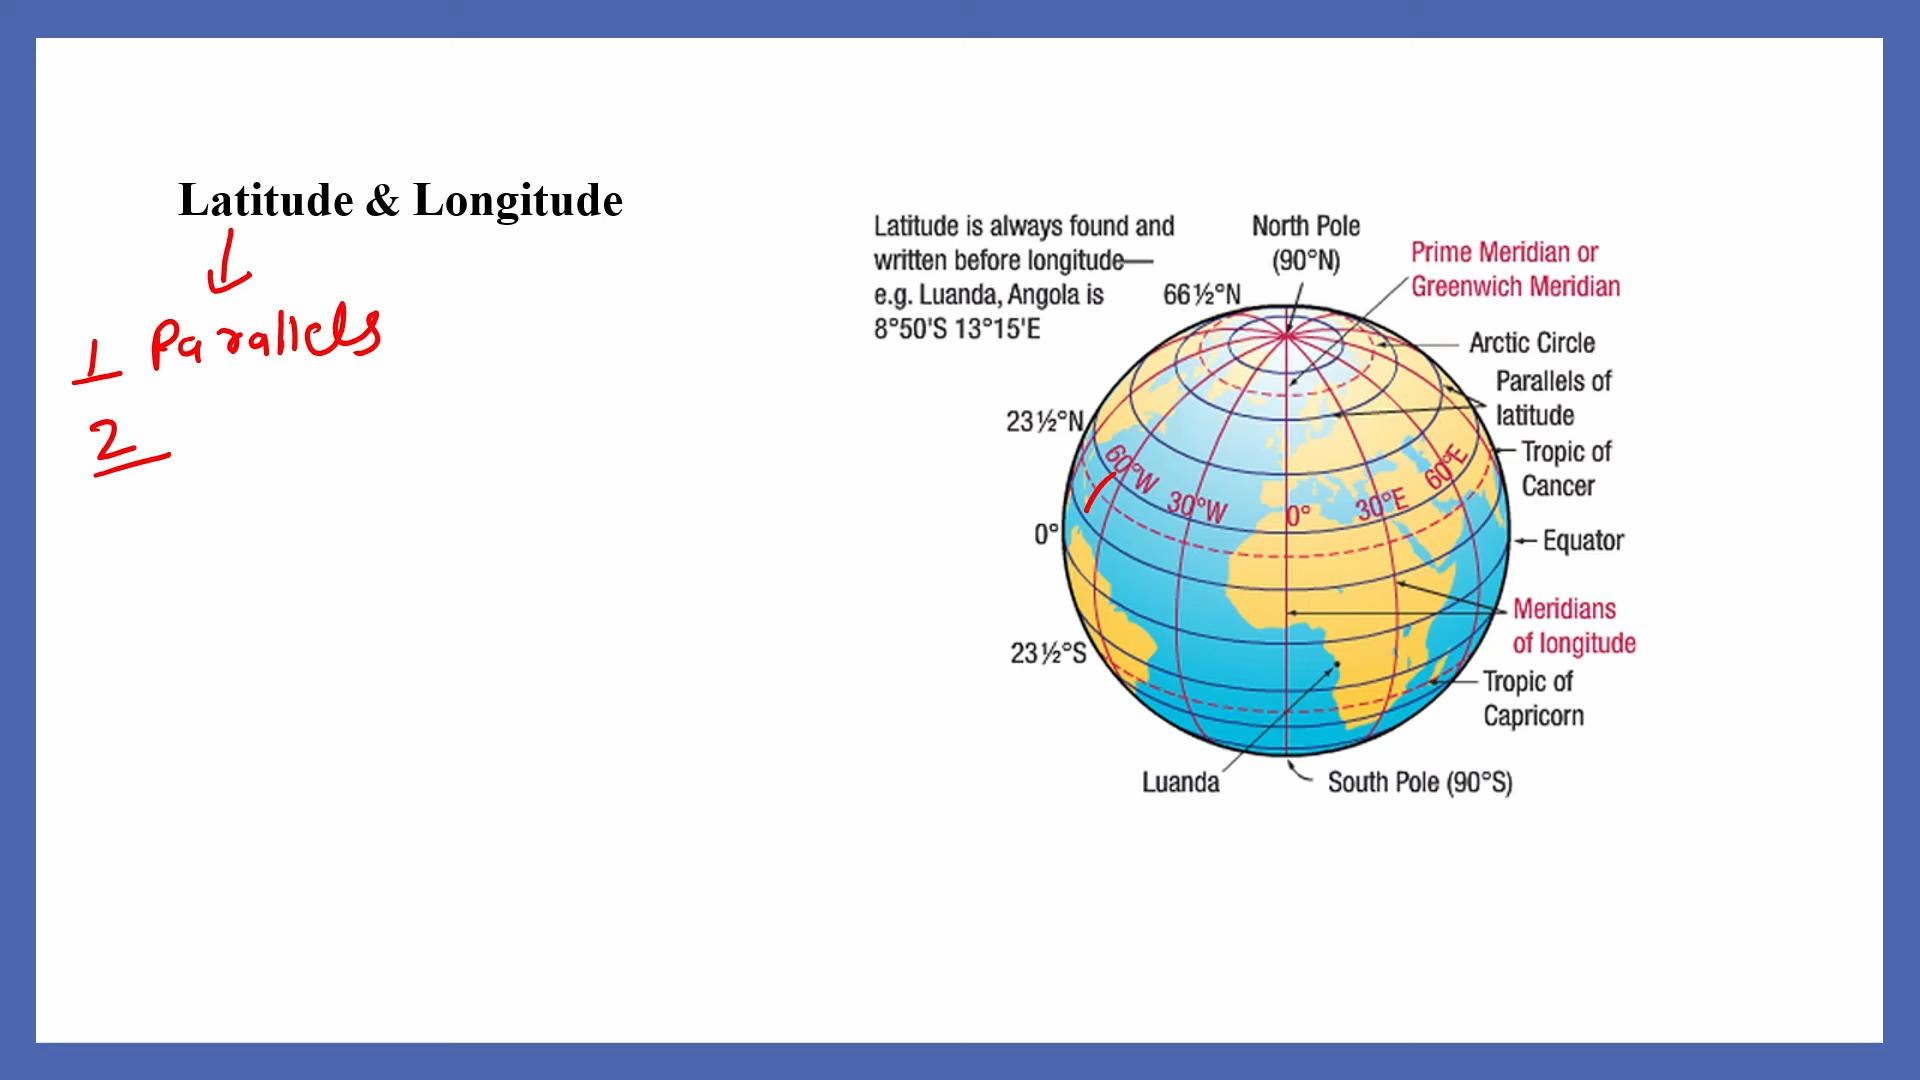 Latitude & Longitude
1 Parallels
2
Latitude is always found and
written before longitude—
e.g. Luanda, Angola is
8°50'S 13°15'E
North Pole
(90°N)
Prime Meridian or
Greenwich Meridian
66½°N
Arctic Circle
Parallels of
latitude
23½°N
Tropic of
Cancer
60°W
30°W
0°
30°E
60°E
0°
Equator
Meridians
of longitude
23½°S
Tropic of
Capricorn
Luanda
South Pole (90°S)